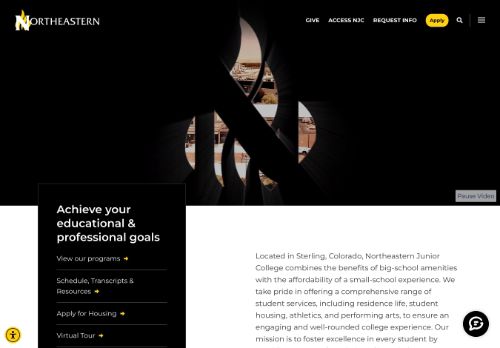 NORTHEASTERN
GIVE ACCESS NJC REQUEST INFO Apply
Pause Video
Achieve your
educational &
professional goals
View our programs
Schedule, Transcripts &
Resources
Apply for Housing
Virtual Tour
Located in Sterling, Colorado, Northeastern Junior
College combines the benefits of big-school amenities
with the affordability of a small-school experience. We
take pride in offering a comprehensive range of
student services, including residence life, student
housing, athletics, and performing arts, to ensure an
engaging and well-rounded college experience. Our
mission is to foster excellence in every student by